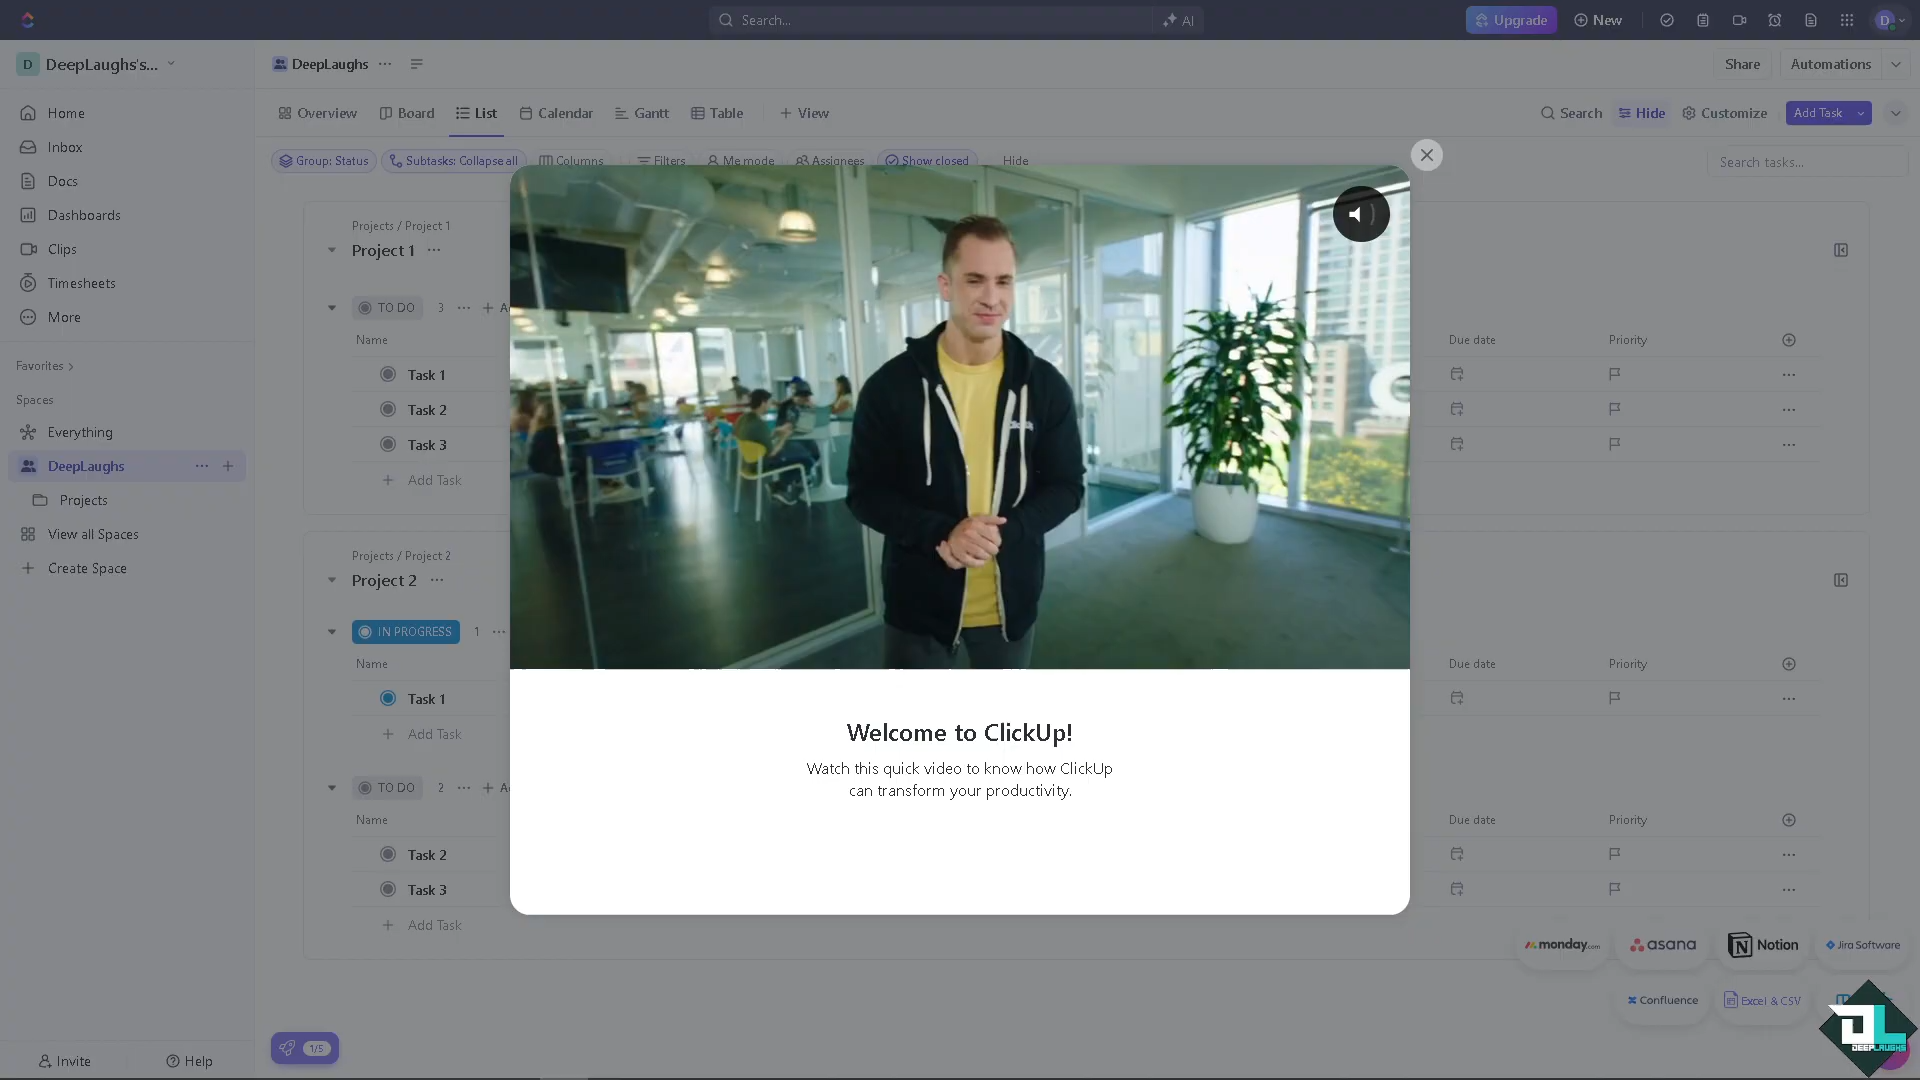 Search...
AI
Upgrade
New
D
D
DeepLaughs's...
DeepLaughs
Share
Automations
Home
Inbox
Docs
Dashboards
Clips
Timesheets
More
Favorites
Spaces
Everything
DeepLaughs
Projects
View all Spaces
Create Space
Invite
Help
Overview
Board
List
Calendar
Gantt
Table
View
Search
Hide
Customize
Add Task
Group: Status
Subtasks: Collapse all
Columns
Filters
Me mode
Assignees
Show closed
Hide
Search tasks...
Projects / Project 1
Project 1
TO DO
3
Name
Due date
Priority
Task 1
Task 2
Task 3
Add Task
Projects / Project 2
Project 2
IN PROGRESS
1
Name
Due date
Priority
Task 1
Add Task
TO DO
2
Name
Due date
Priority
Task 2
Task 3
Add Task
Welcome to ClickUp!
Watch this quick video to know how ClickUp
can transform your productivity.
1/5
monday.com
asana
Notion
Jira Software
Confluence
Excel & CSV
DEEPLAUGHS